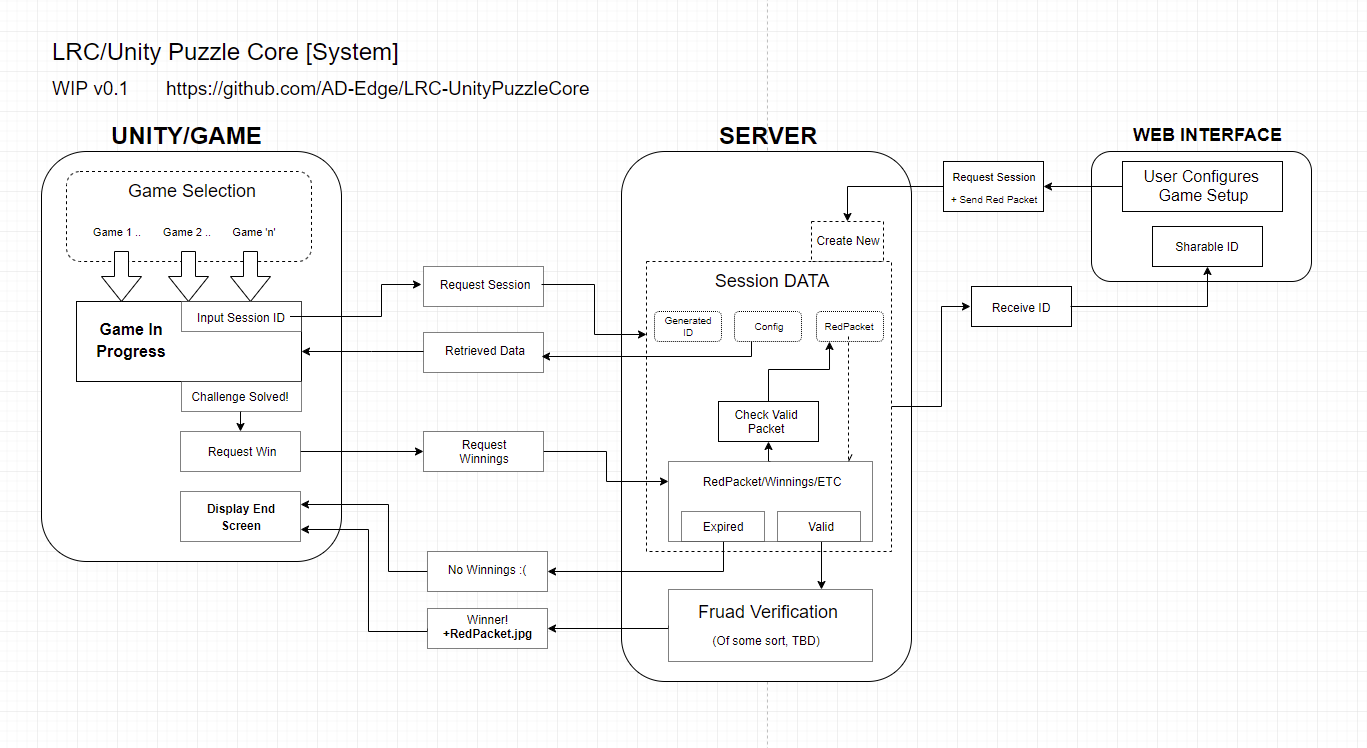 LRC/Unity Puzzle Core [System]
WIP v0.1 https://github.com/AD-Edge/LRC-UnityPuzzleCore
UNITY/GAME
Game Selection
Game 1 ..
Game 2 ..
Game 'n'
Input Session ID
Game In
Progress
Challenge Solved!
Request Win
Display End
Screen
Request Session
Retrieved Data
Request
Winnings
No Winnings :(
Winner!
+RedPacket.jpg
SERVER
Create New
Session DATA
Generated
ID
Config
RedPacket
Check Valid
Packet
RedPacket/Winnings/ETC
Expired
Valid
Fruad Verification
(Of some sort, TBD)
Request Session
+ Send Red Packet
Receive ID
WEB INTERFACE
User Configures
Game Setup
Sharable ID